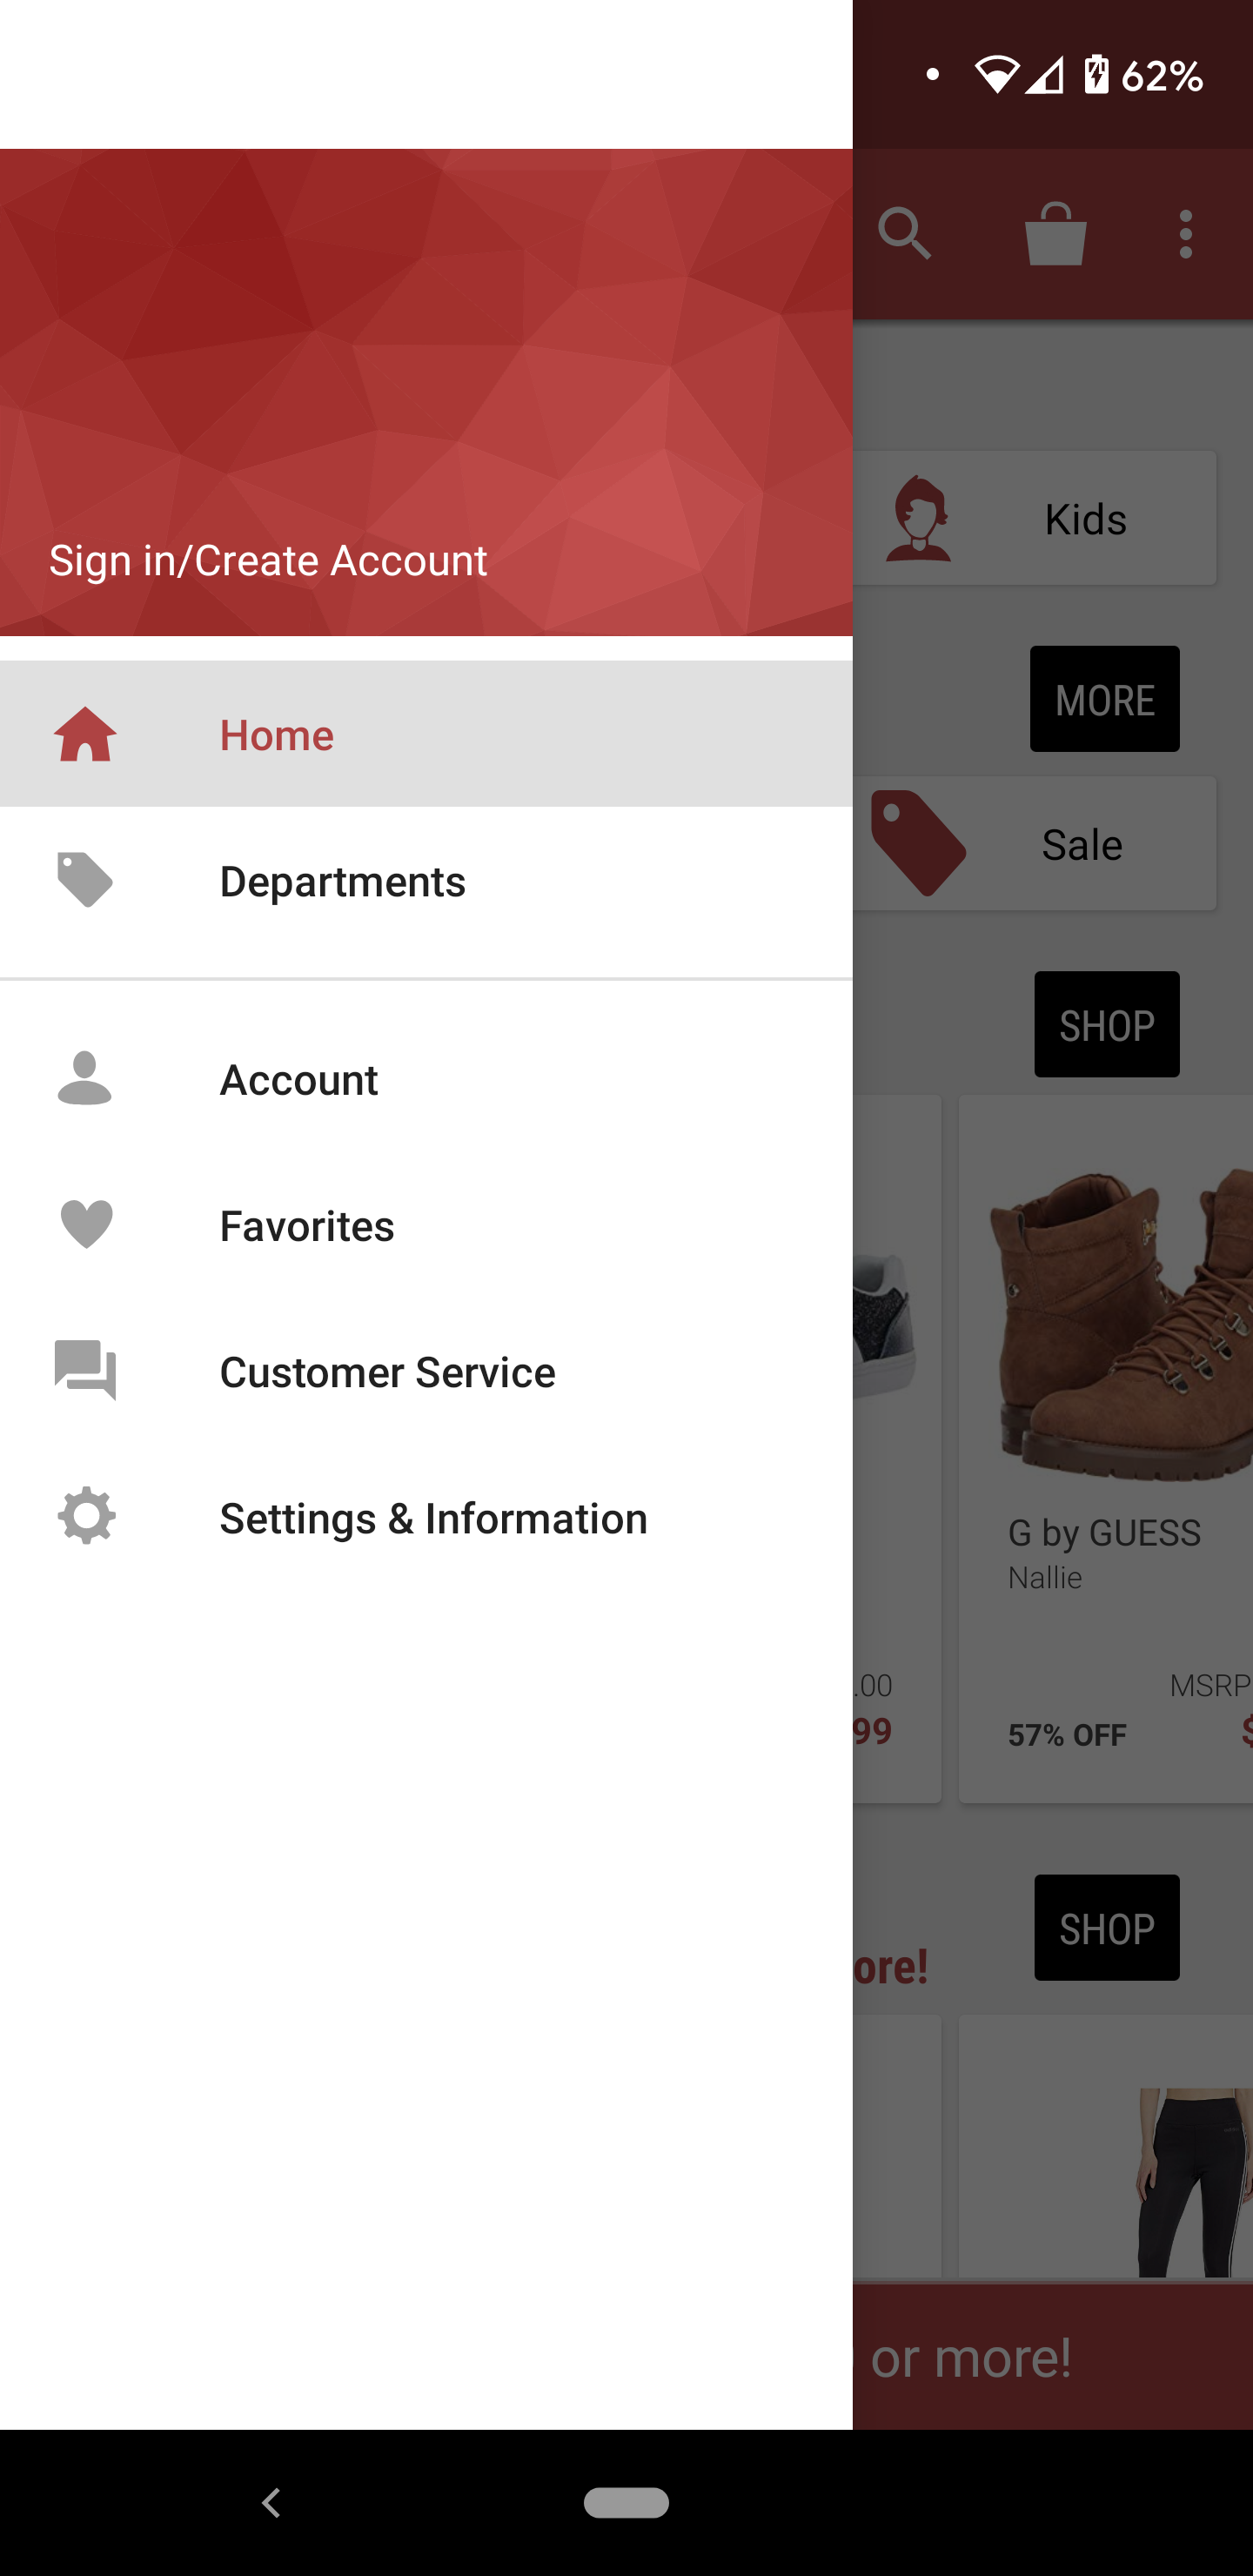 62%
Sign in/Create Account
Home
Departments
Account
Favorites
Customer Service
Settings & Information
Kids
MORE
Sale
SHOP
G by GUESS
Nallie
.00
MSRP
99
57% OFF
$
SHOP
ore!
or more!